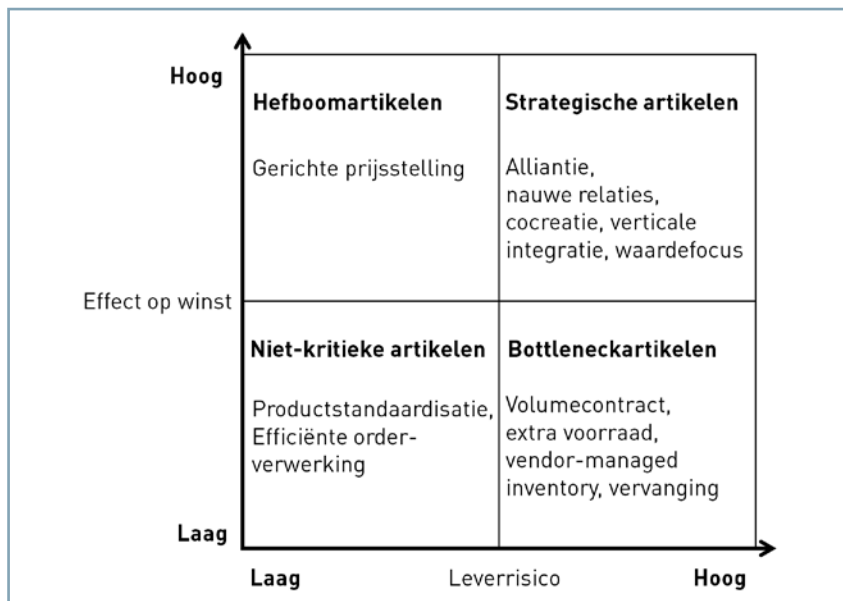 Hoog
Hefboomartikelen
Gerichte prijsstelling
Strategische artikelen
Alliantie,
nauwe relaties,
cocreatie, verticale
integratie, waardefocus
Effect op winst
Niet-kritieke artikelen
Productstandaardisatie,
Efficiënte order-
verwerking
Bottleneckartikelen
Volumecontract,
extra voorraad,
vendor-managed
inventory, vervanging
Laag
Laag
Leverrisico
Hoog